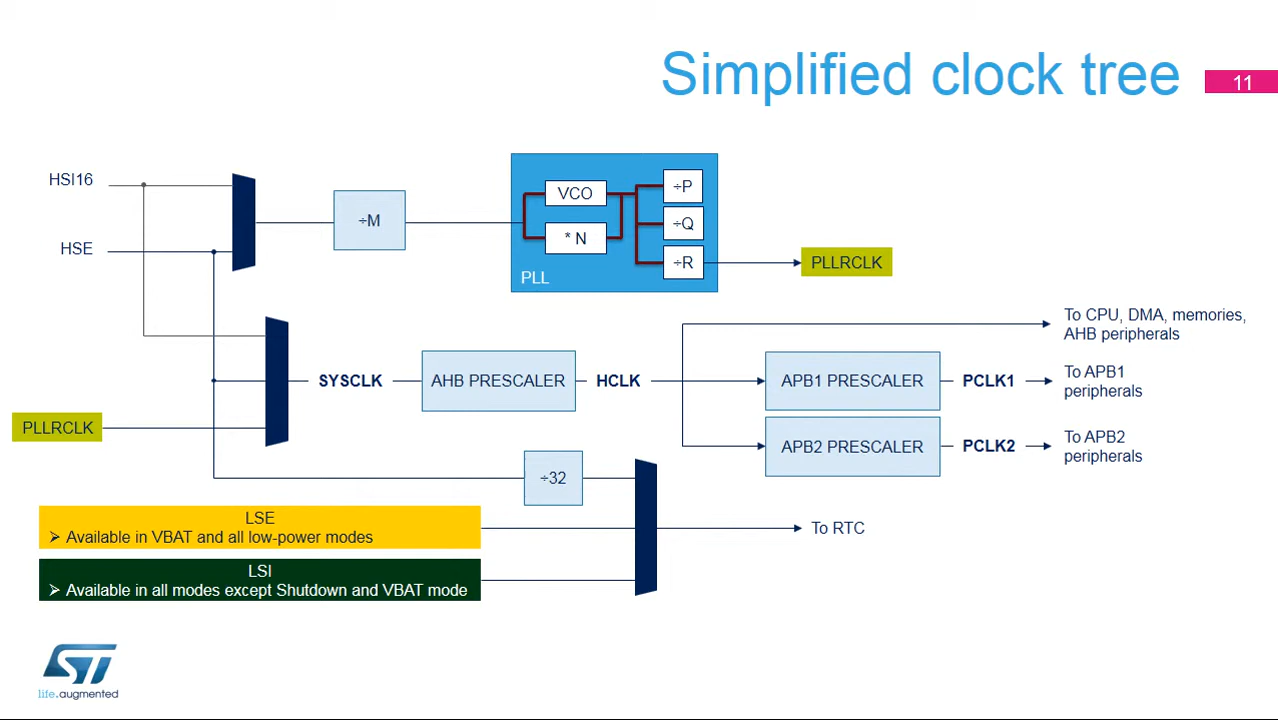 Simplified clock tree
11
HSI16
HSE
÷M
VCO
* N
÷P
÷Q
÷R
PLL
PLLRCLK
To CPU, DMA, memories,
AHB peripherals
SYSCLK
AHB PRESCALER
HCLK
APB1 PRESCALER
PCLK1
To APB1
peripherals
PLLRCLK
APB2 PRESCALER
PCLK2
To APB2
peripherals
÷32
LSE
➢ Available in VBAT and all low-power modes
To RTC
LSI
➢ Available in all modes except Shutdown and VBAT mode
ST
life.augmented